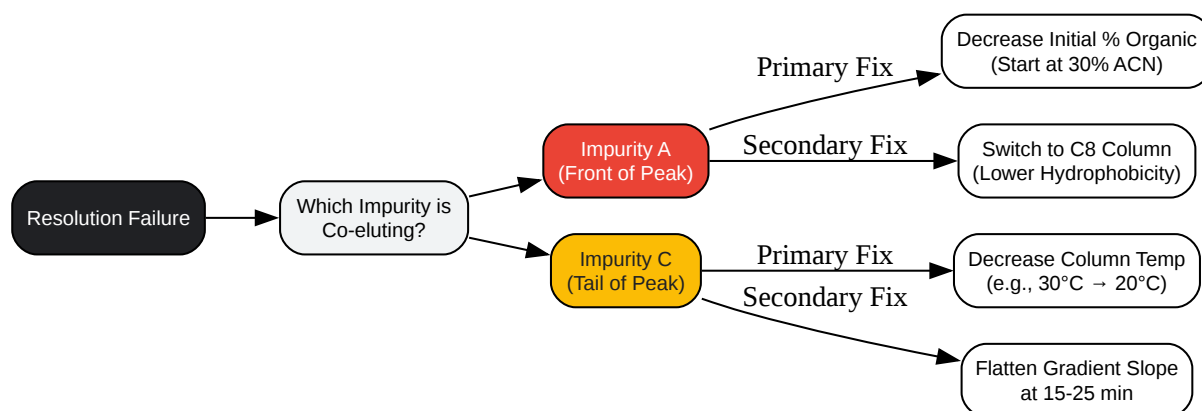 Resolution Failure
Which Impurity is
Co-eluting?
Impurity A
(Front of Peak)
Impurity C
(Tail of Peak)
Primary Fix
Secondary Fix
Primary Fix
Secondary Fix
Decrease Initial % Organic
(Start at 30% ACN)
Switch to C8 Column
(Lower Hydrophobicity)
Decrease Column Temp
(e.g., 30°C → 20°C)
Flatten Gradient Slope
at 15-25 min